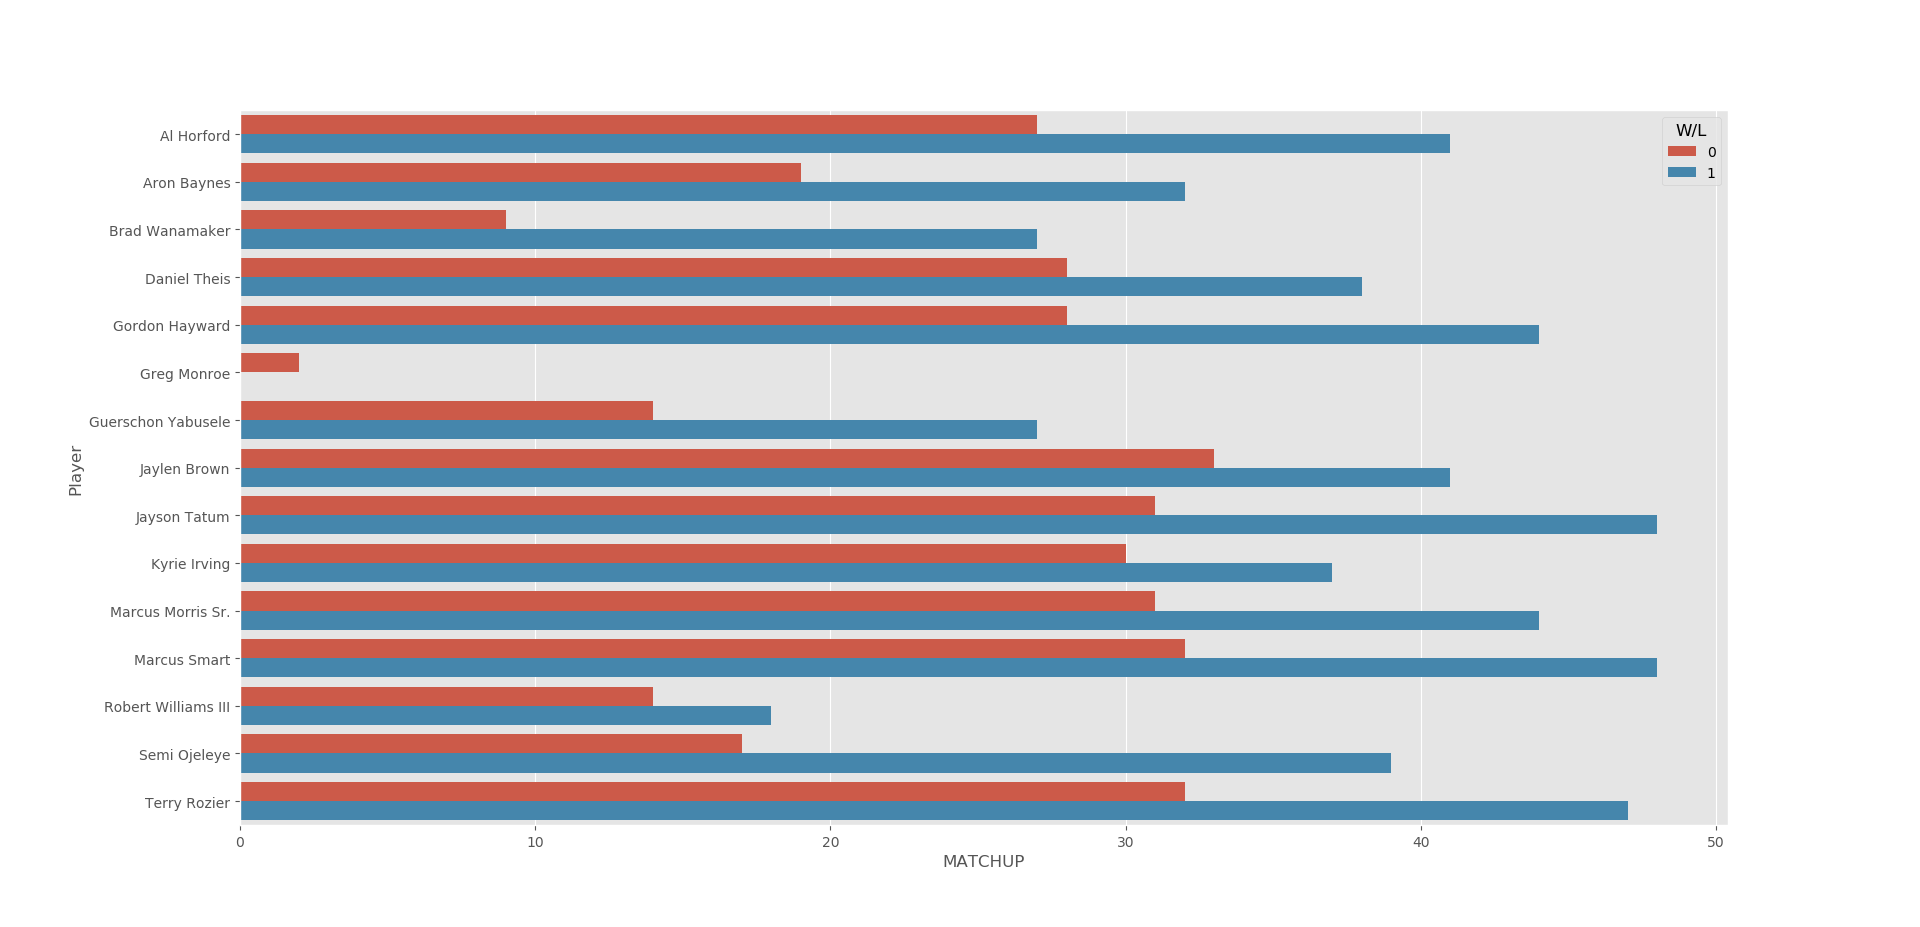 W/L
0
1
Player
Al Horford
Aron Baynes
Brad Wanamaker
Daniel Theis
Gordon Hayward
Greg Monroe
Guerschon Yabusele
Jaylen Brown
Jayson Tatum
Kyrie Irving
Marcus Morris Sr.
Marcus Smart
Robert Williams III
Semi Ojeleye
Terry Rozier
0 10 20 30 40 50
MATCHUP